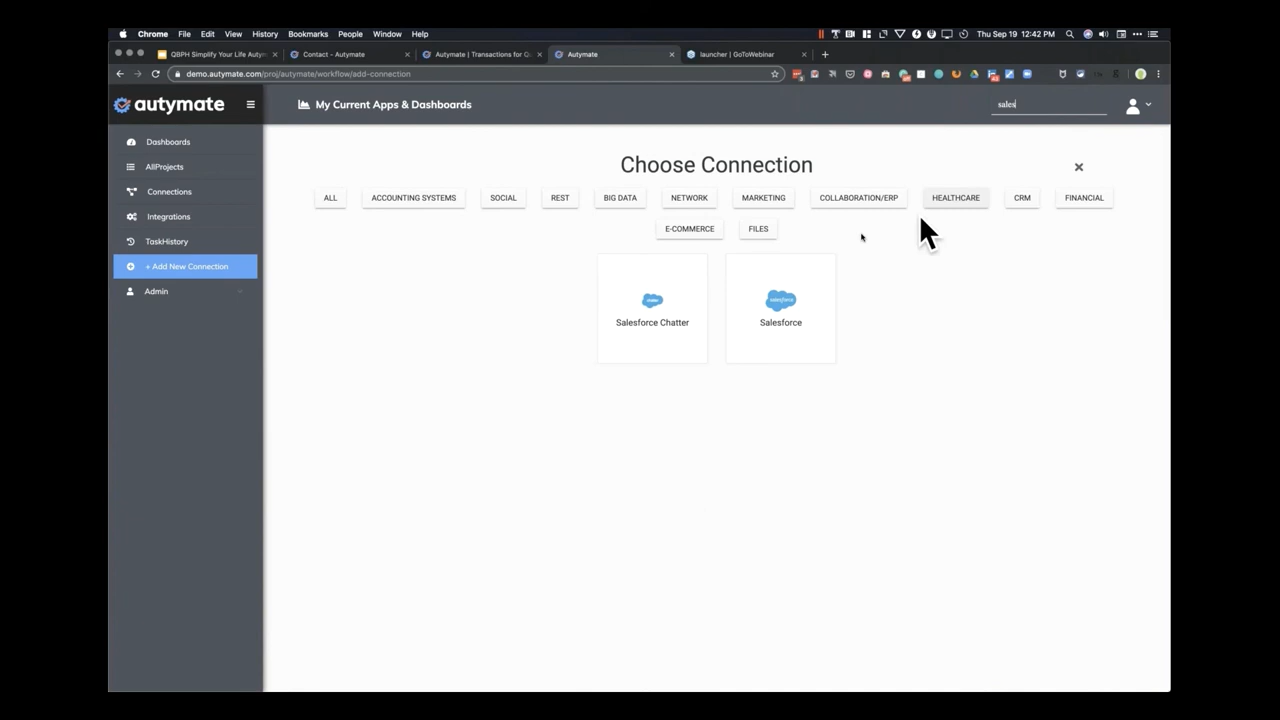 Chrome File Edit View History Bookmarks People Window Help Thu Sep 19 12:42 PM
QBPH Simplify Your Life Autym Contact - Autymate Autymate | Transactions for Q Autymate launcher | GoToWebinar
demo.autymate.com/proj/autymate/workflow/add-connection
autymate My Current Apps & Dashboards sales
Choose Connection
Dashboards
AllProjects
Connections
Integrations
TaskHistory
+ Add New Connection
Admin
ALL ACCOUNTING SYSTEMS SOCIAL REST BIG DATA NETWORK MARKETING COLLABORATION/ERP HEALTHCARE CRM FINANCIAL
E-COMMERCE FILES
salesforce
Salesforce Chatter Salesforce